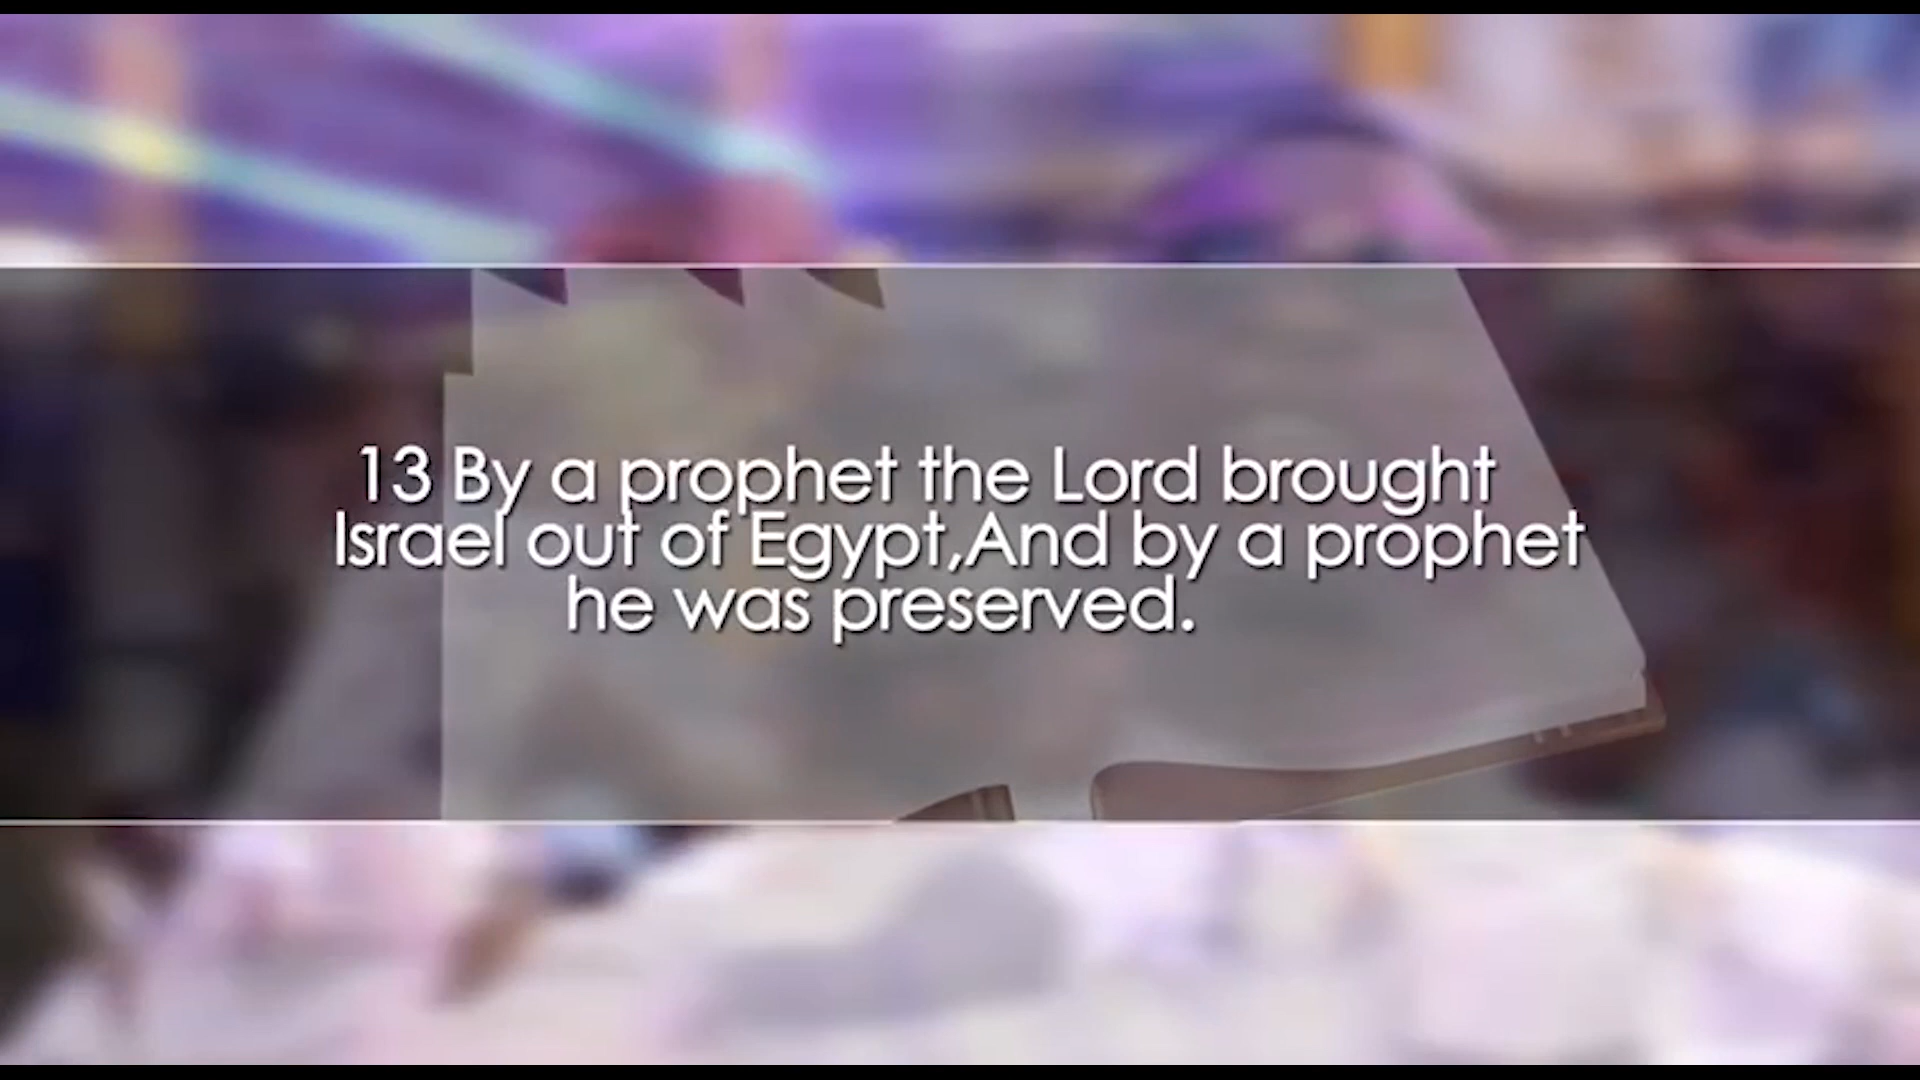 13 By a prophet the Lord brought
Israel out of Egypt,And by a prophet
he was preserved.